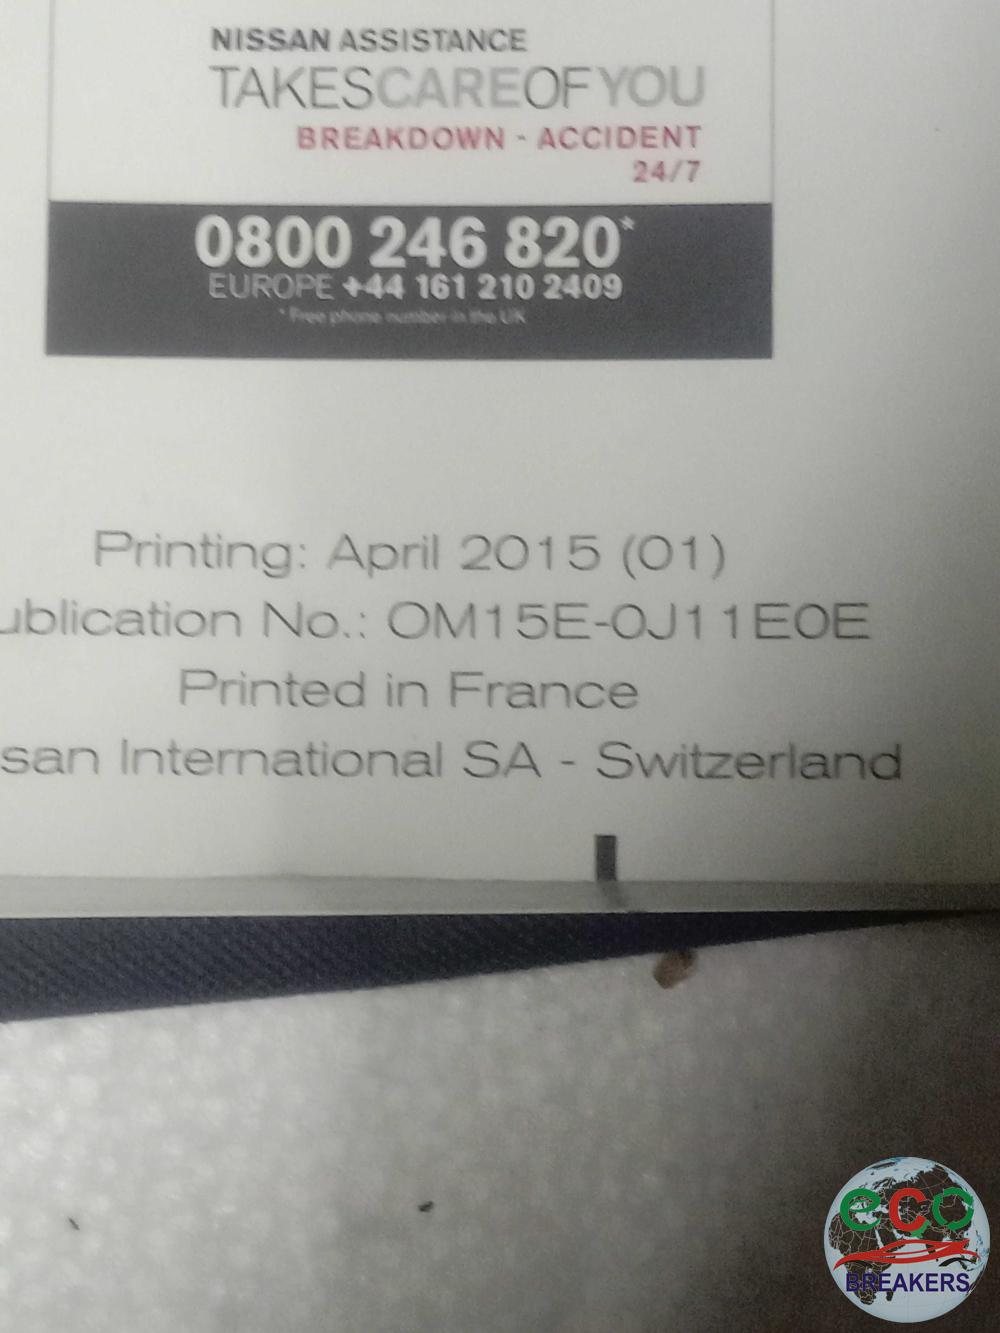 NISSAN ASSISTANCE
TAKESCAREOFYOU
BREAKDOWN - ACCIDENT
24/7
0800 246 820*
EUROPE +44 161 210 2409
* Free phone number in the UK
Printing: April 2015 (01)
ublication No.: OM15E-0J11E0E
Printed in France
san International SA - Switzerland
eco
BREAKERS